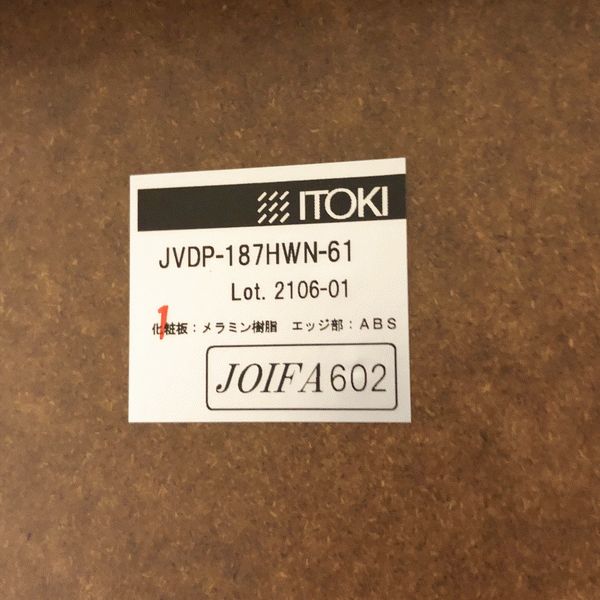 ITOKI
JVDP-187HWN-61
Lot. 2106-01
1
化粧板：メラミン樹脂　エッジ部：ABS
JOIFA602